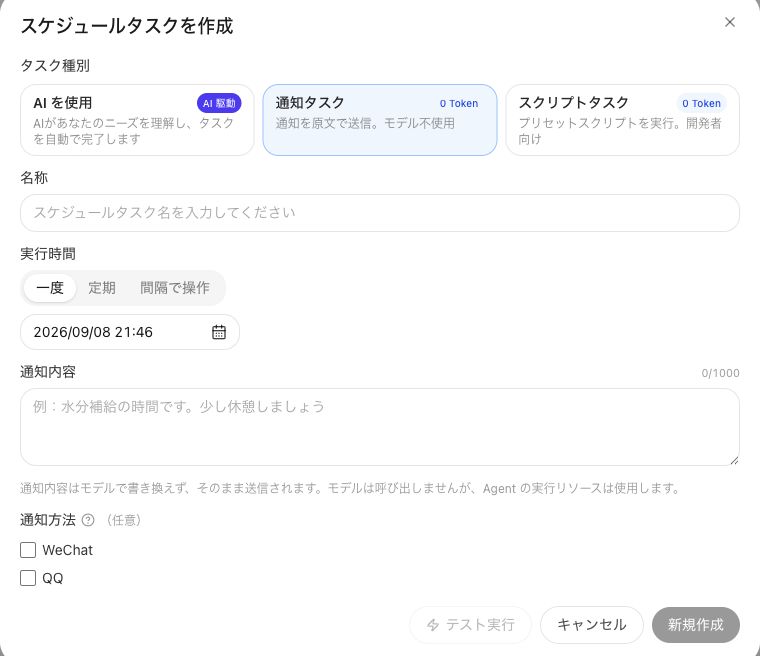 スケジュールタスクを作成
タスク種別
AI を使用
AI 駆動
AIがあなたのニーズを理解し、タスク
を自動で完了します
通知タスク
0 Token
通知を原文で送信。モデル不使用
スクリプトタスク
0 Token
プリセットスクリプトを実行。開発者
向け
名称
スケジュールタスク名を入力してください
実行時間
一度 定期 間隔で操作
2026/09/08 21:46
通知内容
0/1000
例：水分補給の時間です。少し休憩しましょう
通知内容はモデルで書き換えず、そのまま送信されます。モデルは呼び出しませんが、Agent の実行リソースは使用します。
通知方法 ? （任意）
WeChat
QQ
テスト実行 キャンセル 新規作成